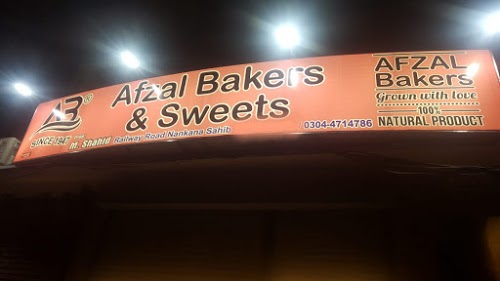 AB®
SINCE 1947
Afzal Bakers
& Sweets
M. Shahid Railway Road Nankana Sahib
0304-4714786
AFZAL
Bakers
Grown with love
100%
NATURAL PRODUCT